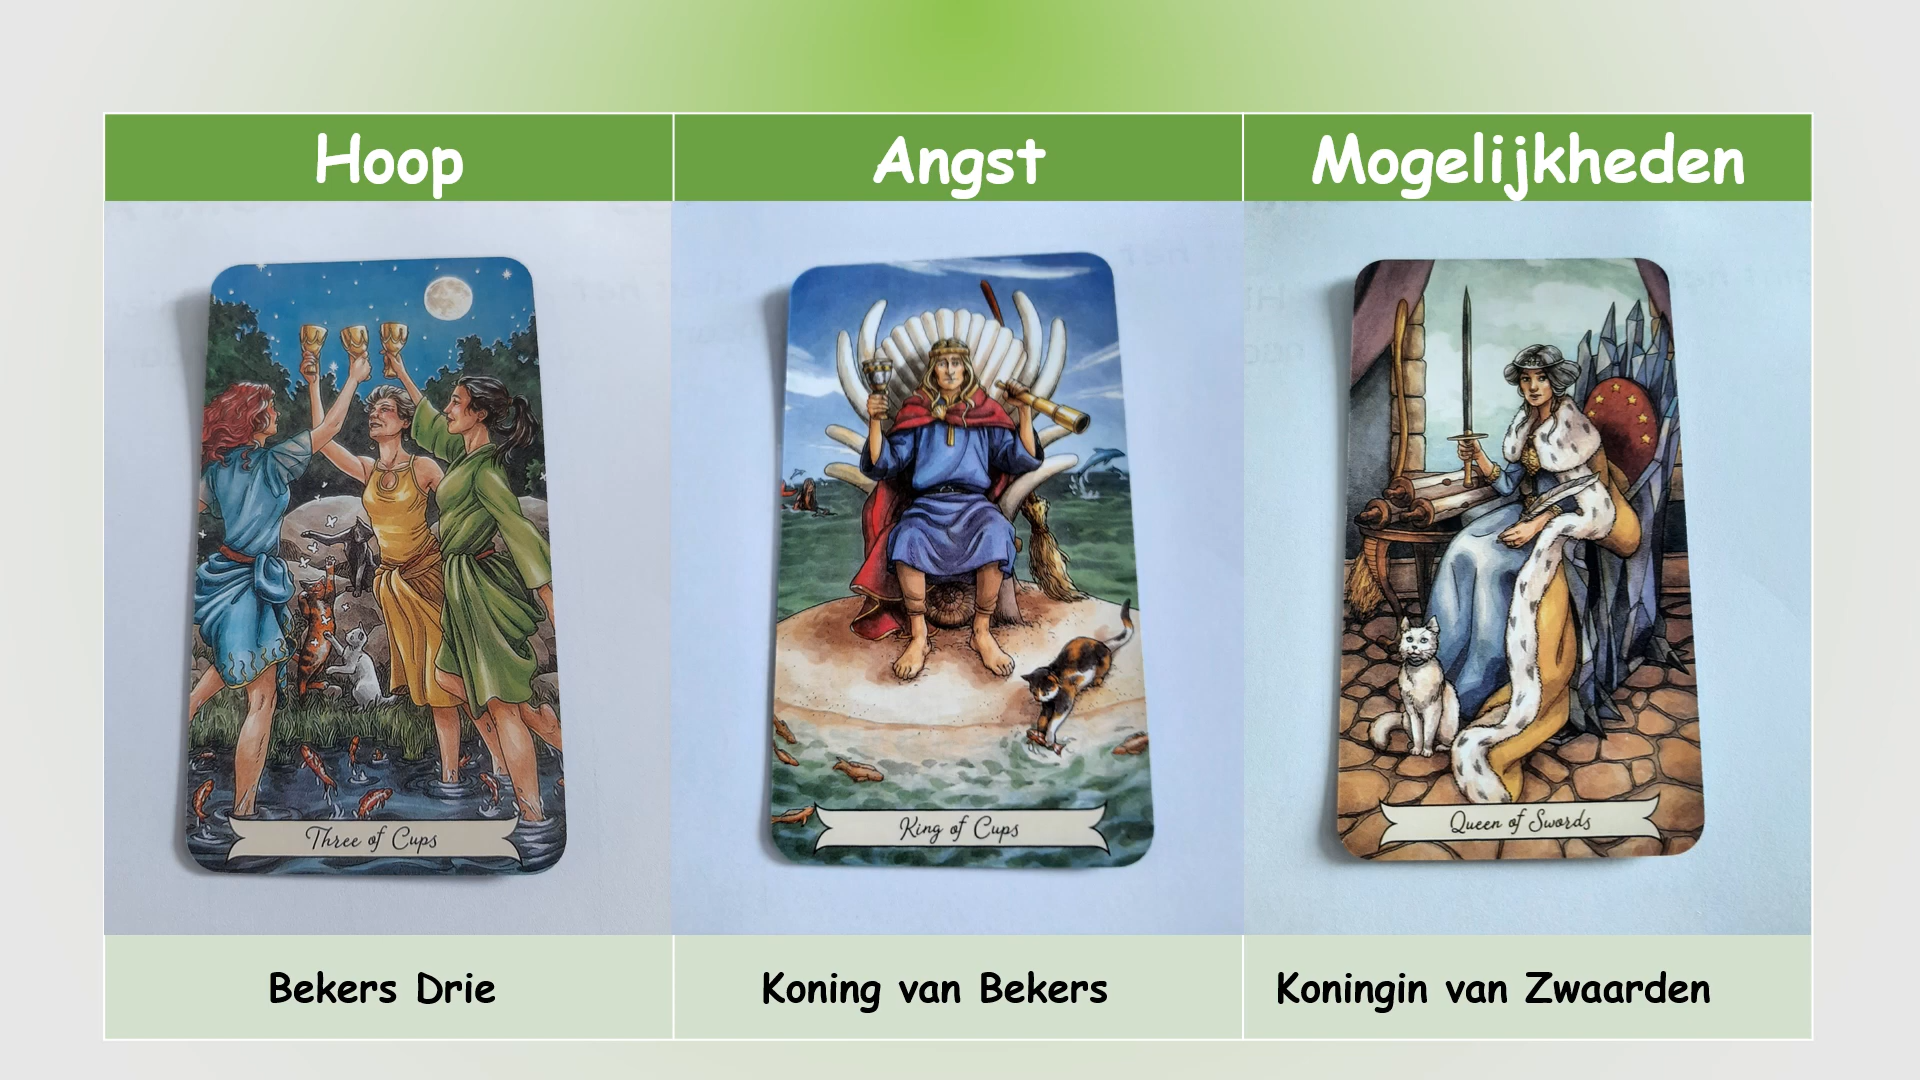 Hoop
Angst
Mogelijkheden
Three of Cups
King of Cups
Queen of Swords
Bekers Drie
Koning van Bekers
Koningin van Zwaarden